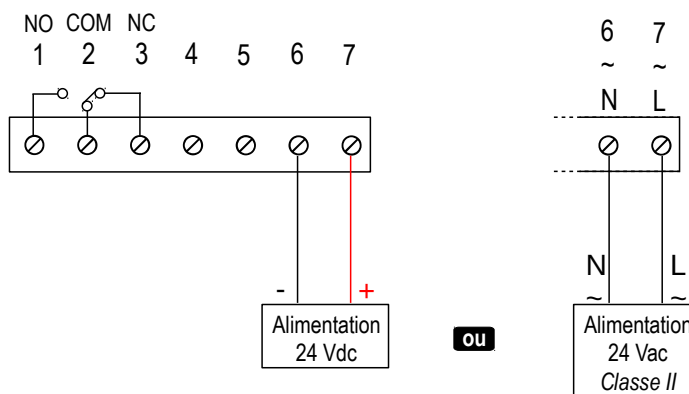 NO COM NC
1 2 3 4 5 6 7
- +
Alimentation
24 Vdc
ou
6 7
~ ~
N L
N L
~ ~
Alimentation
24 Vac
Classe II